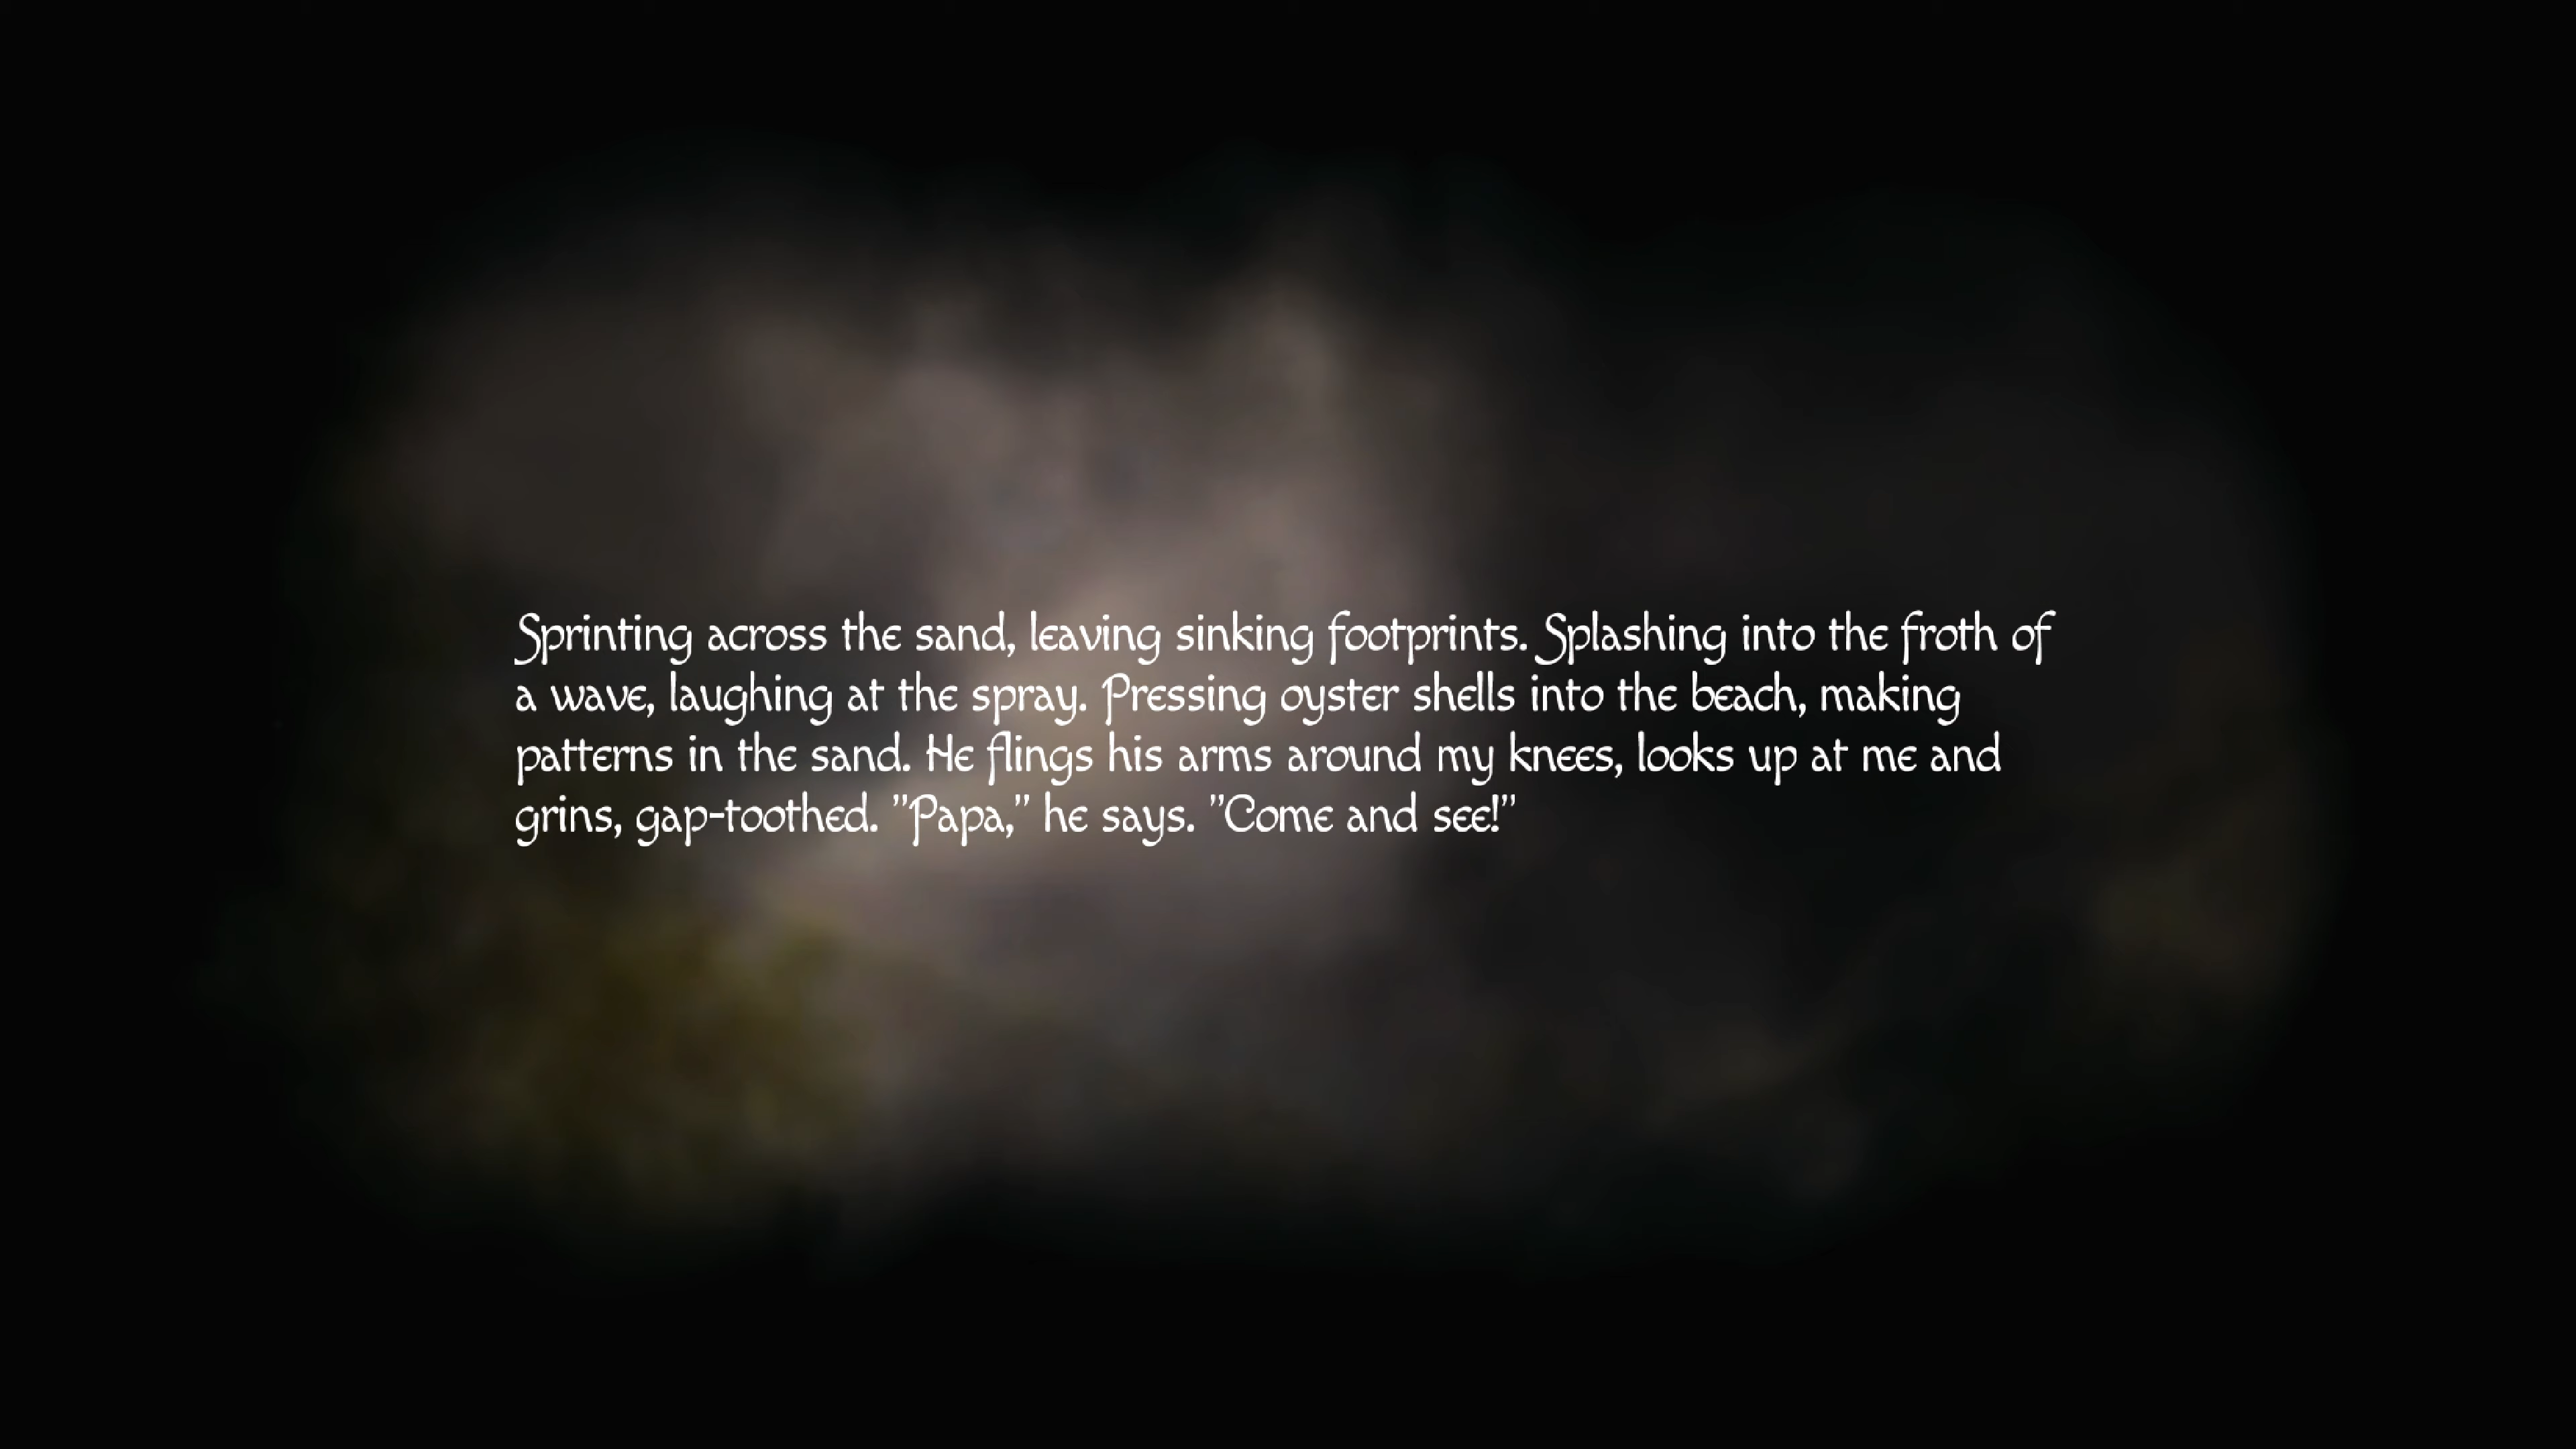 Sprinting across the sand, leaving sinking footprints. Splashing into the froth of
a wave, laughing at the spray. Pressing oyster shells into the beach, making
patterns in the sand. He flings his arms around my knees, looks up at me and
grins, gap-toothed. "Papa," he says. "Come and see!"